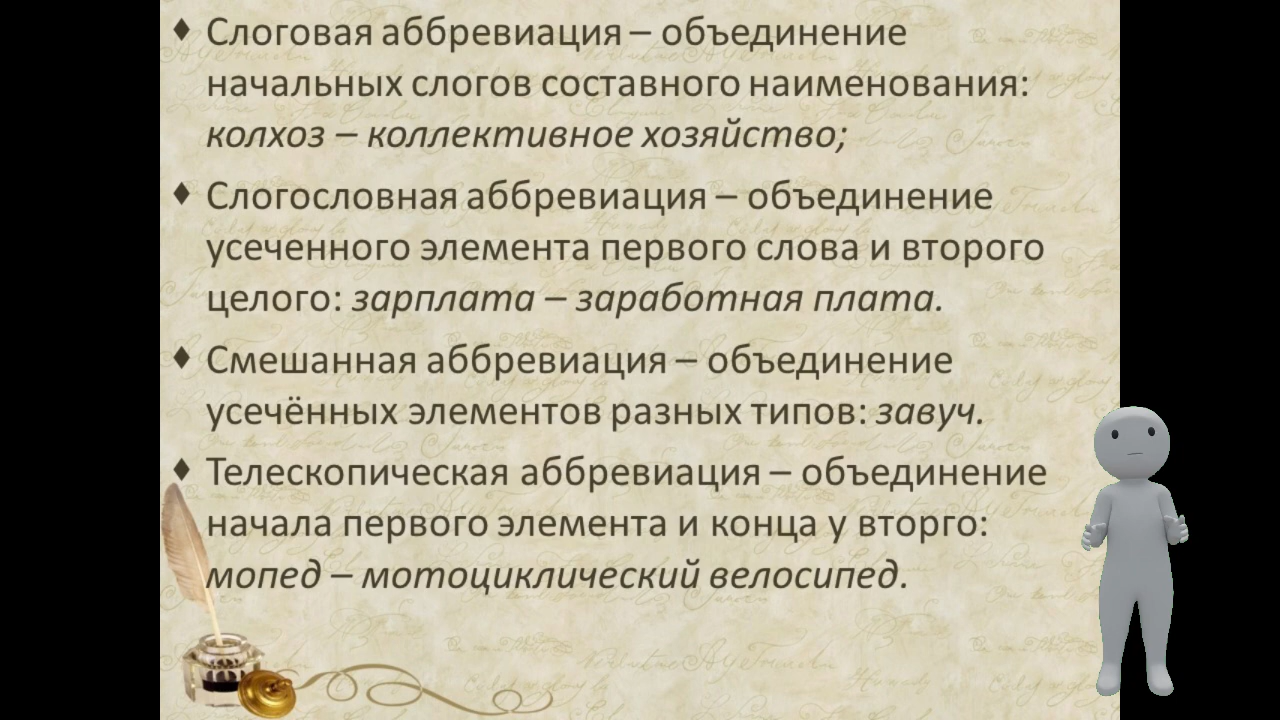 ♦ Слоговая аббревиация – объединение
начальных слогов составного наименования:
колхоз – коллективное хозяйство;
♦ Слогословная аббревиация – объединение
усеченного элемента первого слова и второго
целого: зарплата – заработная плата.
♦ Смешанная аббревиация – объединение
усечённых элементов разных типов: завуч.
♦ Телескопическая аббревиация – объединение
начала первого элемента и конца у вторго:
мопед – мотоциклический велосипед.